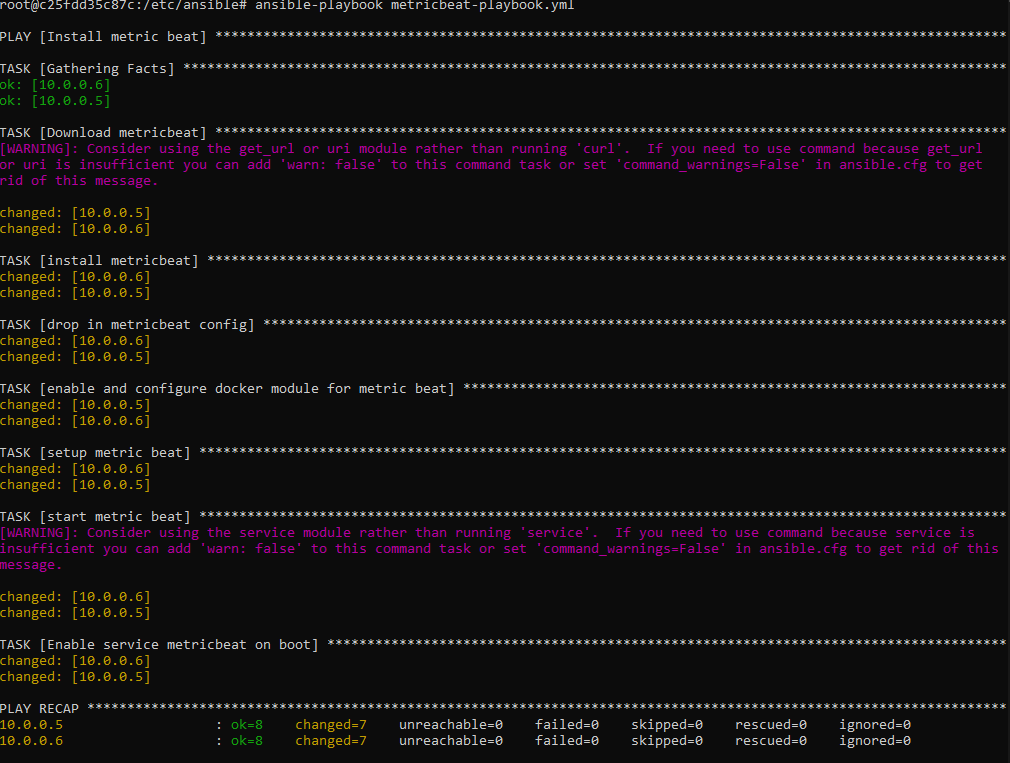 root@c25fdd35c87c:/etc/ansible# ansible-playbook metricbeat-playbook.yml
PLAY [Install metric beat] ***************************************************************************************************
TASK [Gathering Facts] *******************************************************************************************************
ok: [10.0.0.6]
ok: [10.0.0.5]
TASK [Download metricbeat] ***************************************************************************************************
[WARNING]: Consider using the get_url or uri module rather than running 'curl'.  If you need to use command because get_url
or uri is insufficient you can add 'warn: false' to this command task or set 'command_warnings=False' in ansible.cfg to get
rid of this message.
changed: [10.0.0.5]
changed: [10.0.0.6]
TASK [install metricbeat] ****************************************************************************************************
changed: [10.0.0.6]
changed: [10.0.0.5]
TASK [drop in metricbeat config] *********************************************************************************************
changed: [10.0.0.6]
changed: [10.0.0.5]
TASK [enable and configure docker module for metric beat] ********************************************************************
changed: [10.0.0.5]
changed: [10.0.0.6]
TASK [setup metric beat] *****************************************************************************************************
changed: [10.0.0.6]
changed: [10.0.0.5]
TASK [start metric beat] *****************************************************************************************************
[WARNING]: Consider using the service module rather than running 'service'.  If you need to use command because service is
insufficient you can add 'warn: false' to this command task or set 'command_warnings=False' in ansible.cfg to get rid of this
message.
changed: [10.0.0.6]
changed: [10.0.0.5]
TASK [Enable service metricbeat on boot] *************************************************************************************
changed: [10.0.0.6]
changed: [10.0.0.5]
PLAY RECAP *******************************************************************************************************************
10.0.0.5                   : ok=8    changed=7    unreachable=0    failed=0    skipped=0    rescued=0    ignored=0
10.0.0.6                   : ok=8    changed=7    unreachable=0    failed=0    skipped=0    rescued=0    ignored=0